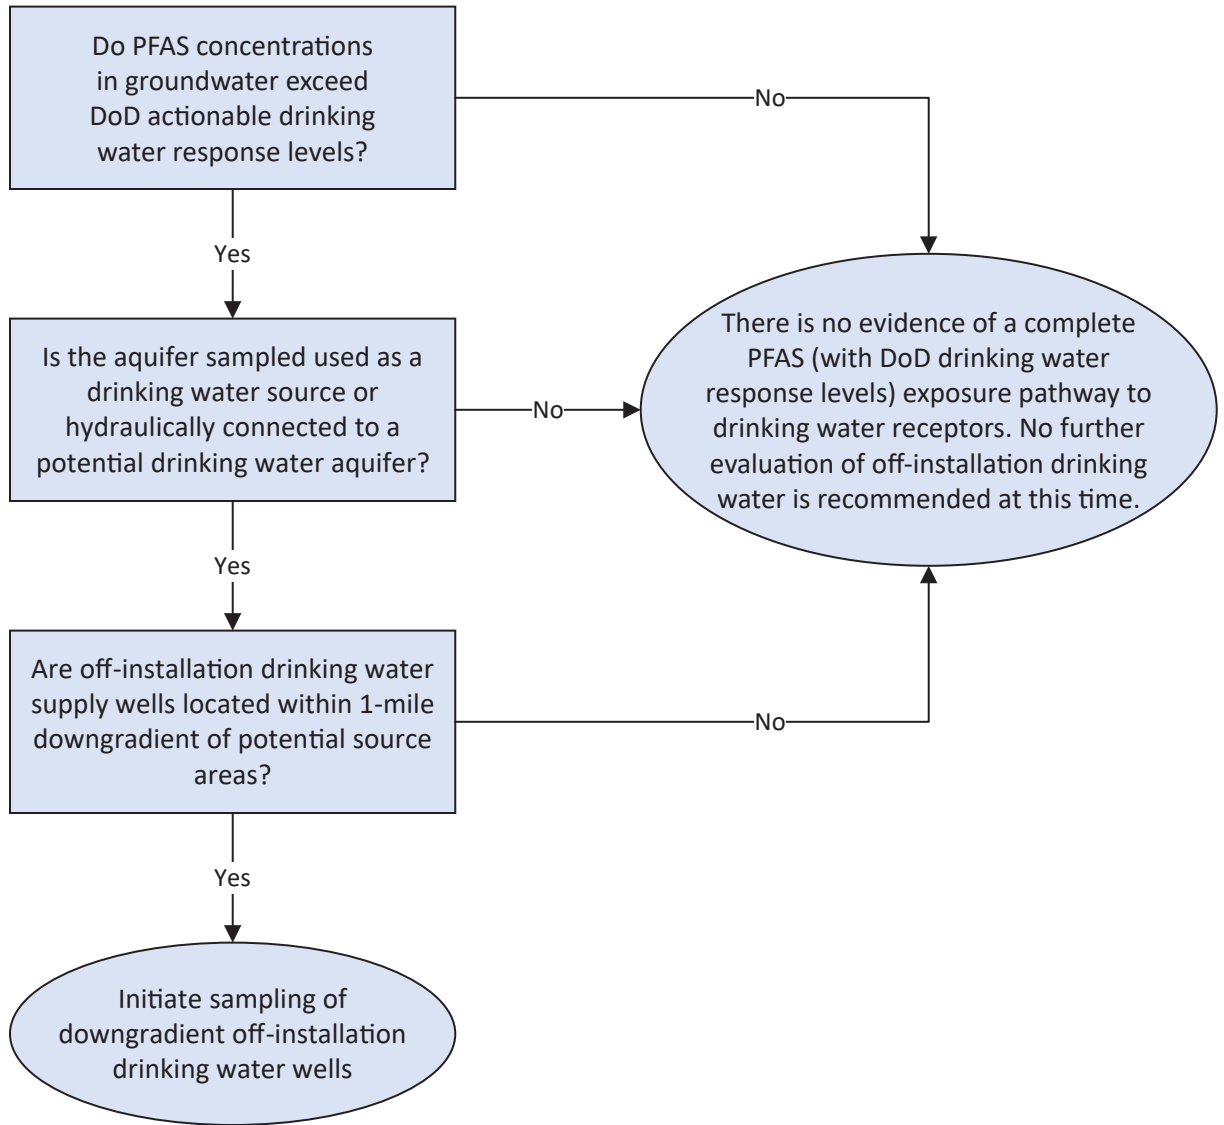 Do PFAS concentrations
in groundwater exceed
DoD actionable drinking
water response levels?
No
Yes
Is the aquifer sampled used as a
drinking water source or
hydraulically connected to a
potential drinking water aquifer?
No
There is no evidence of a complete
PFAS (with DoD drinking water
response levels) exposure pathway to
drinking water receptors. No further
evaluation of off-installation drinking
water is recommended at this time.
Yes
Are off-installation drinking water
supply wells located within 1-mile
downgradient of potential source
areas?
No
Yes
Initiate sampling of
downgradient off-installation
drinking water wells